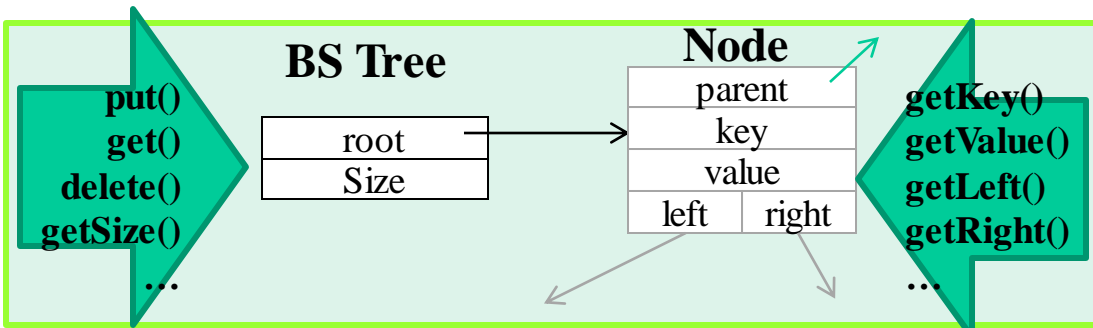 put()
get()
delete()
getSize()
...
BS Tree
root
Size
Node
parent
key
value
left right
getKey()
getValue()
getLeft()
getRight()
...